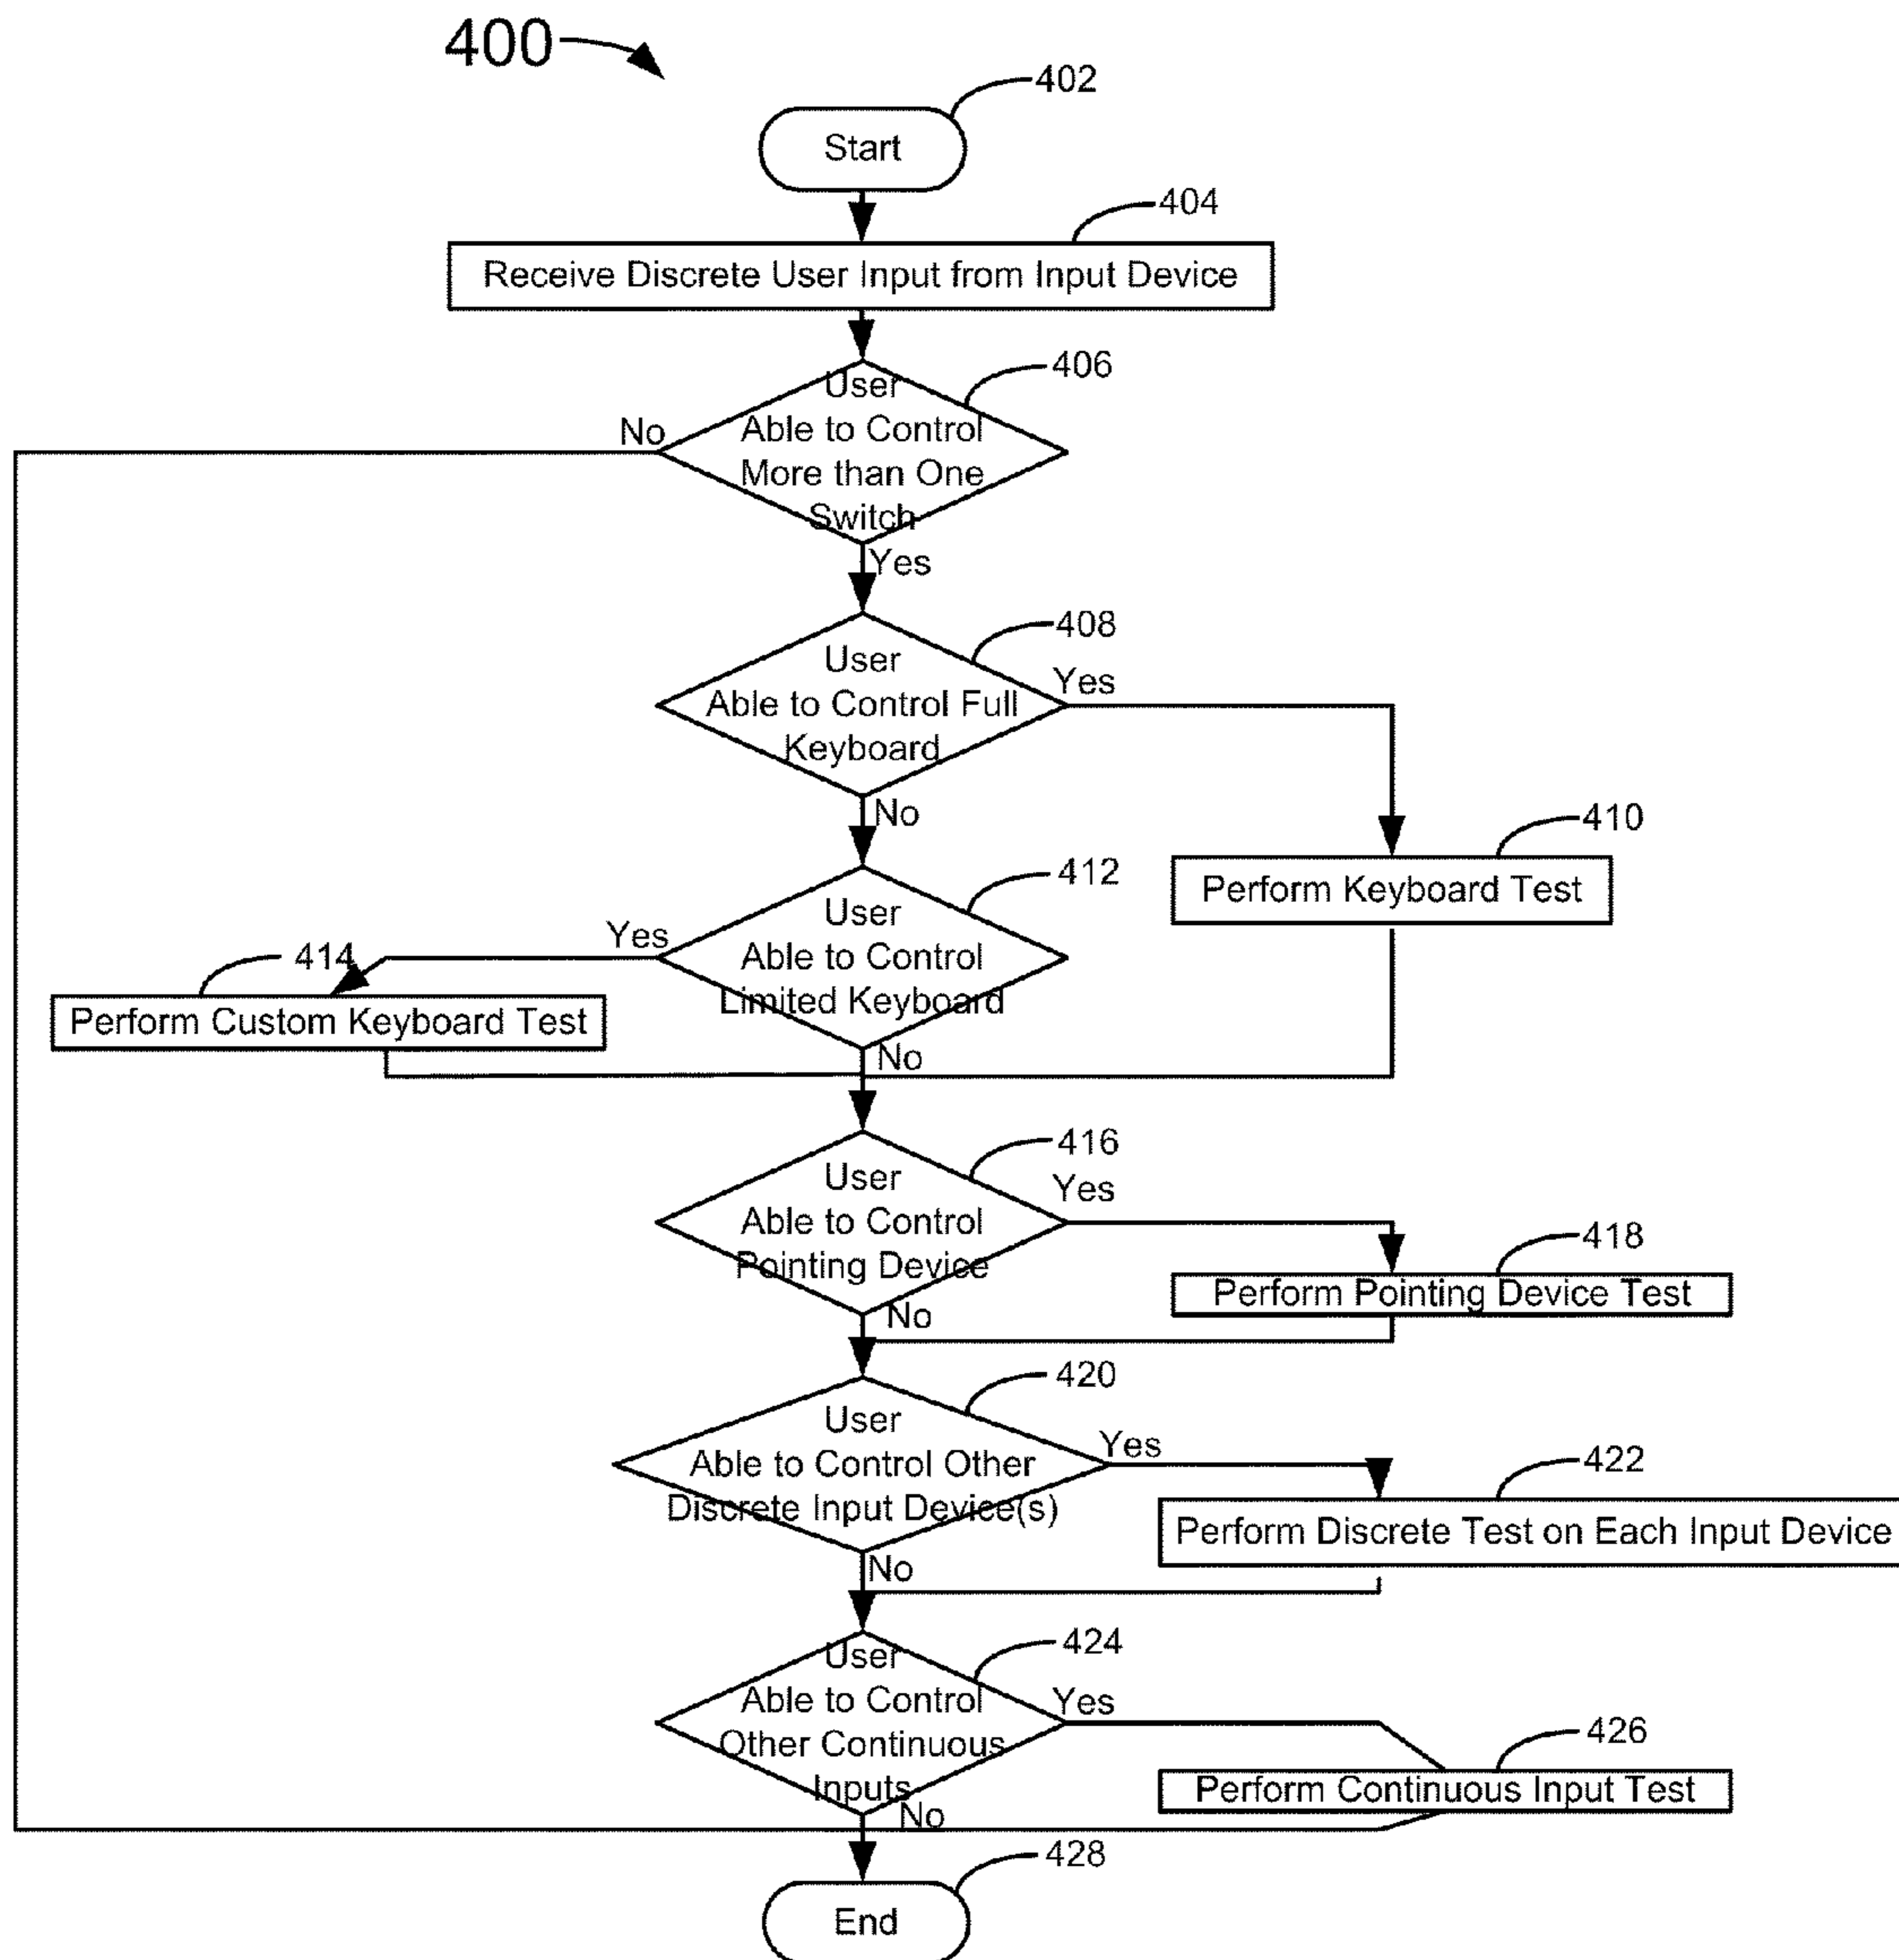 400
402
Start
404
Receive Discrete User Input from Input Device
406
User
Able to Control
More than One
Switch
No
Yes
408
User
Able to Control Full
Keyboard
Yes
No
410
Perform Keyboard Test
412
User
Able to Control
Limited Keyboard
Yes
No
414
Perform Custom Keyboard Test
416
User
Able to Control
Pointing Device
Yes
No
418
Perform Pointing Device Test
420
User
Able to Control Other
Discrete Input Device(s)
Yes
No
422
Perform Discrete Test on Each Input Device
424
User
Able to Control
Other Continuous
Inputs
Yes
No
426
Perform Continuous Input Test
428
End